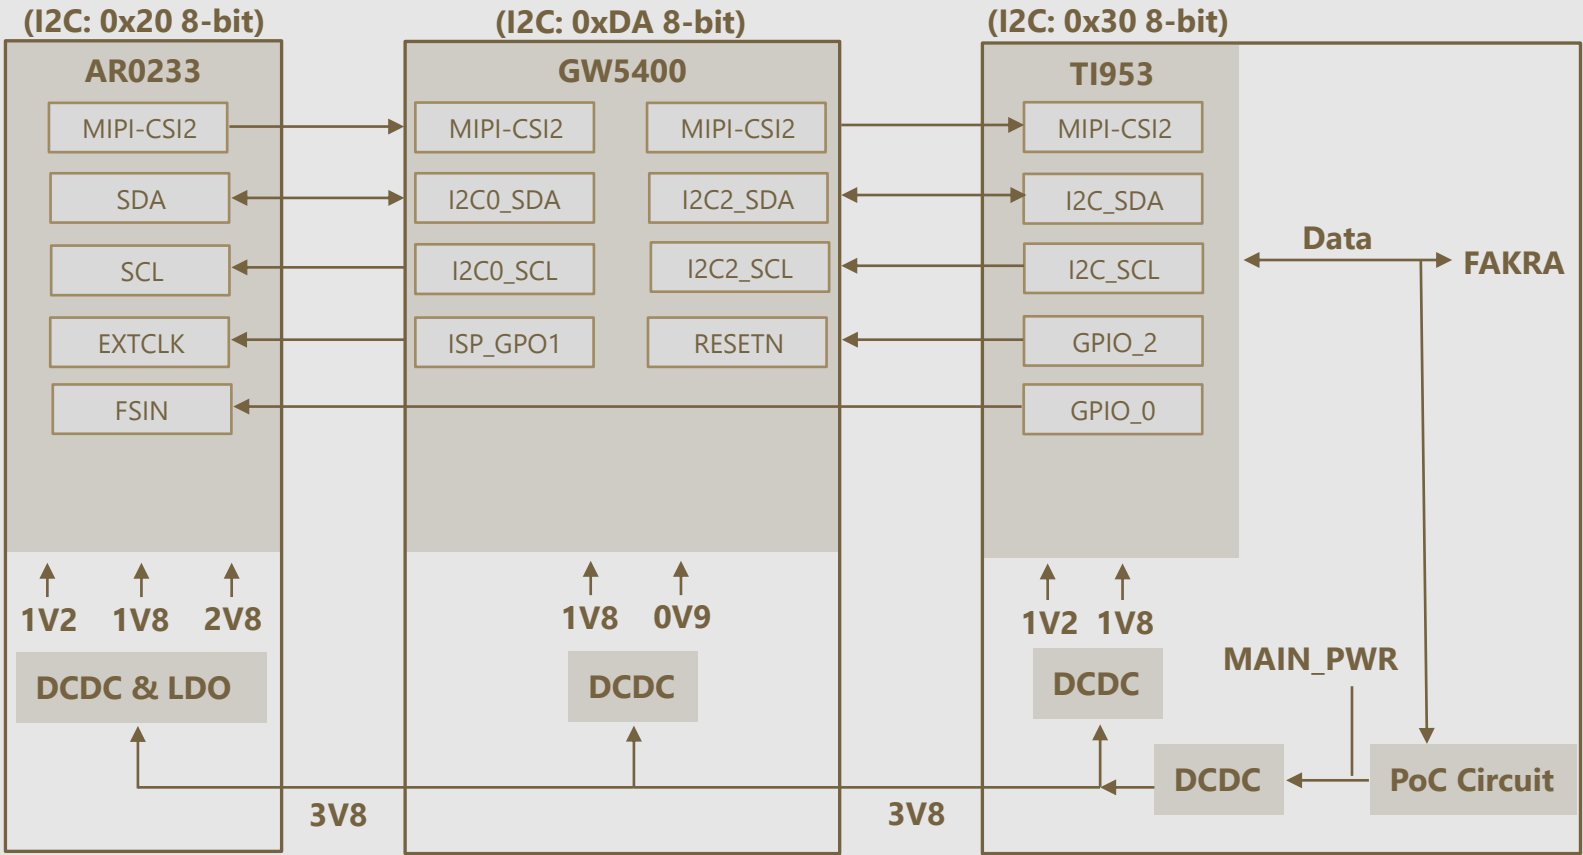 (I2C: 0x20 8-bit)
(I2C: 0xDA 8-bit)
(I2C: 0x30 8-bit)
AR0233
GW5400
TI953
MIPI-CSI2
MIPI-CSI2
MIPI-CSI2
MIPI-CSI2
SDA
I2C0_SDA
I2C2_SDA
I2C_SDA
SCL
I2C0_SCL
I2C2_SCL
I2C_SCL
Data
FAKRA
EXTCLK
ISP_GPO1
RESETN
GPIO_2
FSIN
GPIO_0
1V2
1V8
2V8
1V8
0V9
1V2
1V8
DCDC & LDO
DCDC
DCDC
MAIN_PWR
DCDC
PoC Circuit
3V8
3V8